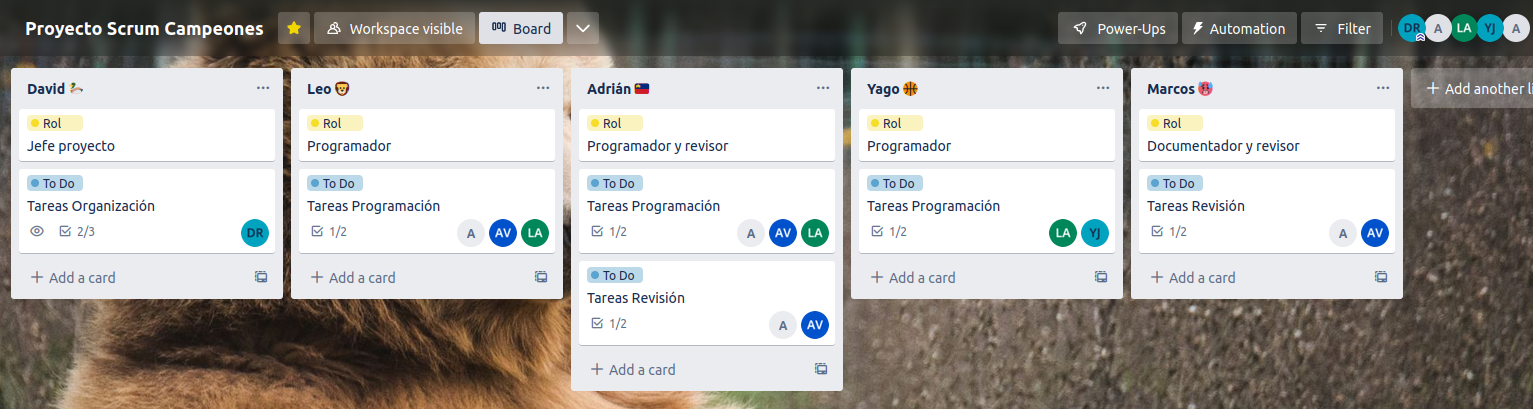 Proyecto Scrum Campeones
Workspace visible
Board
Power-Ups
Automation
Filter
DR
A
LA
YJ
A
David
Rol
Jefe proyecto
To Do
Tareas Organización
2/3
DR
+ Add a card
Leo
Rol
Programador
To Do
Tareas Programación
1/2
A AV LA
+ Add a card
Adrián
Rol
Programador y revisor
To Do
Tareas Programación
1/2
A AV LA
To Do
Tareas Revisión
1/2
A AV
+ Add a card
Yago
Rol
Programador
To Do
Tareas Programación
1/2
LA YJ
+ Add a card
Marcos
Rol
Documentador y revisor
To Do
Tareas Revisión
1/2
A AV
+ Add a card
+ Add another li